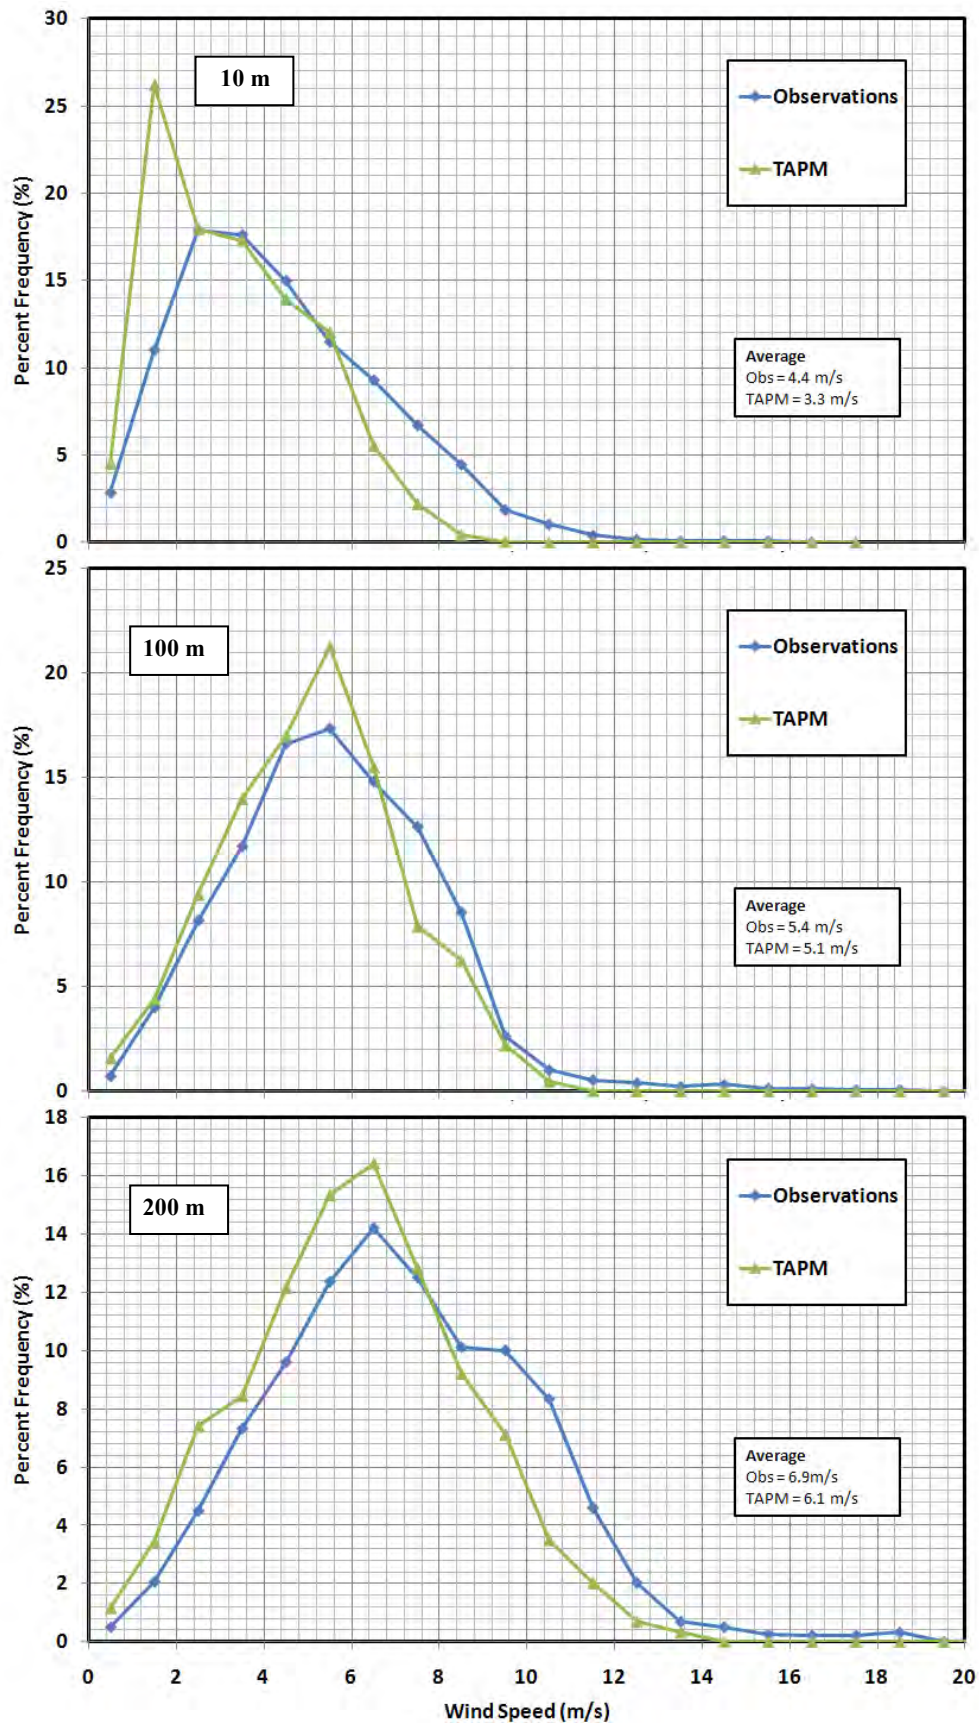 30
25
20
15
10
5
0
Percent Frequency (%)
10 m
Observations
TAPM
Average
Obs = 4.4 m/s
TAPM = 3.3 m/s
25
20
15
10
5
0
Percent Frequency (%)
100 m
Observations
TAPM
Average
Obs = 5.4 m/s
TAPM = 5.1 m/s
18
16
14
12
10
8
6
4
2
0
Percent Frequency (%)
200 m
Observations
TAPM
Average
Obs = 6.9m/s
TAPM = 6.1 m/s
0 2 4 6 8 10 12 14 16 18 20
Wind Speed (m/s)